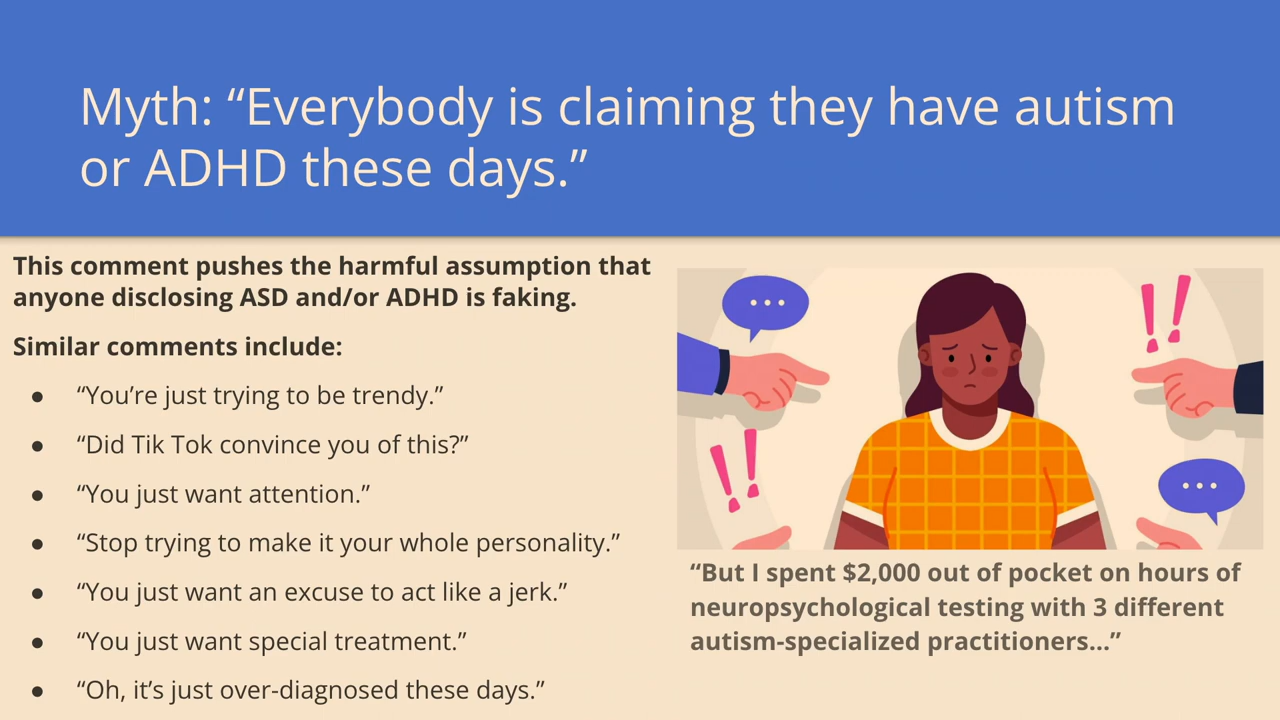 Myth: “Everybody is claiming they have autism
or ADHD these days.”
This comment pushes the harmful assumption that
anyone disclosing ASD and/or ADHD is faking.
Similar comments include:
● “You’re just trying to be trendy.”
● “Did Tik Tok convince you of this?”
● “You just want attention.”
● “Stop trying to make it your whole personality.”
● “You just want an excuse to act like a jerk.”
● “You just want special treatment.”
● “Oh, it’s just over-diagnosed these days.”
“But I spent $2,000 out of pocket on hours of
neuropsychological testing with 3 different
autism-specialized practitioners...”